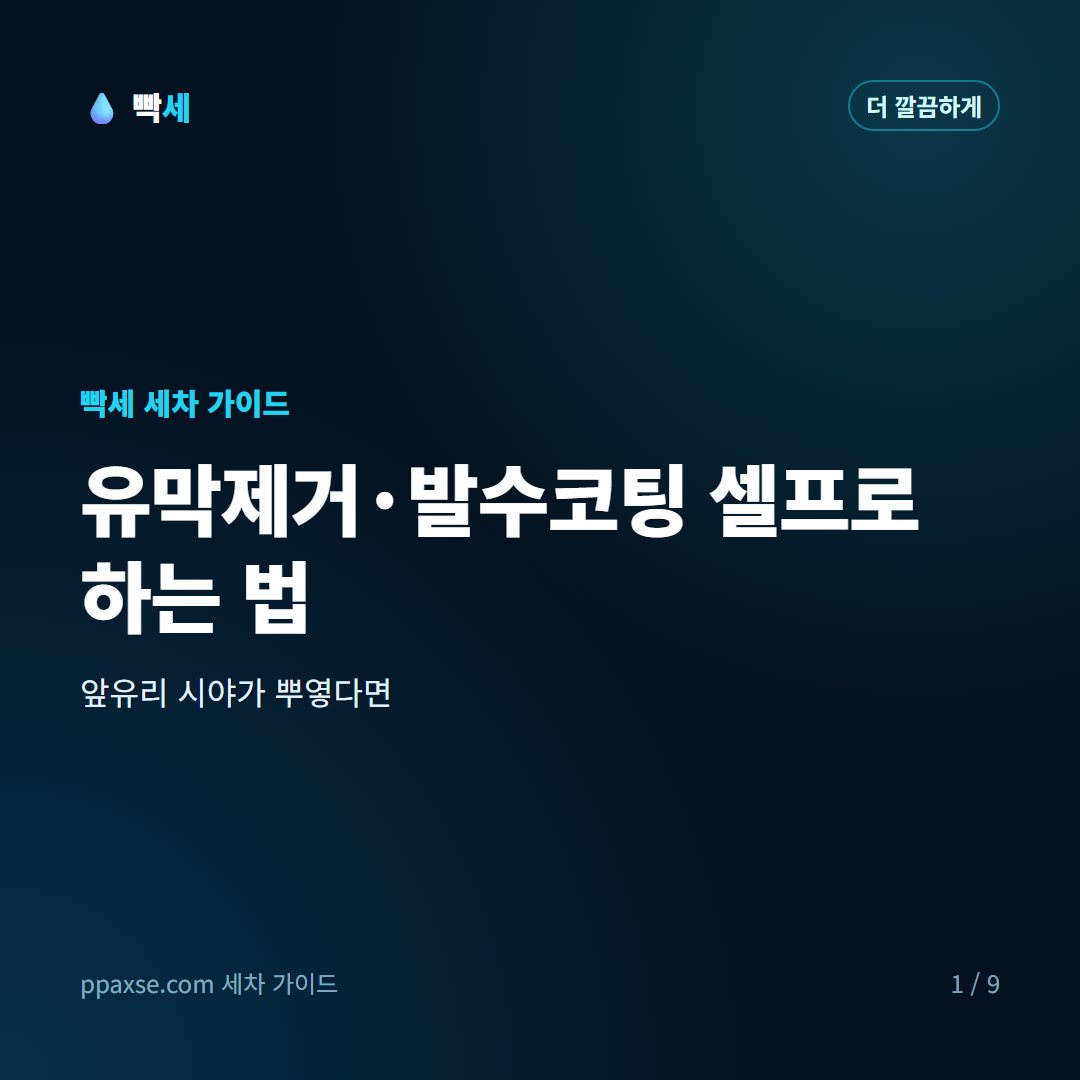 빡세
더 깔끔하게
빡세 세차 가이드
유막제거·발수코팅 셀프로
하는 법
앞유리 시야가 뿌옇다면
ppaxse.com 세차 가이드
1 / 9